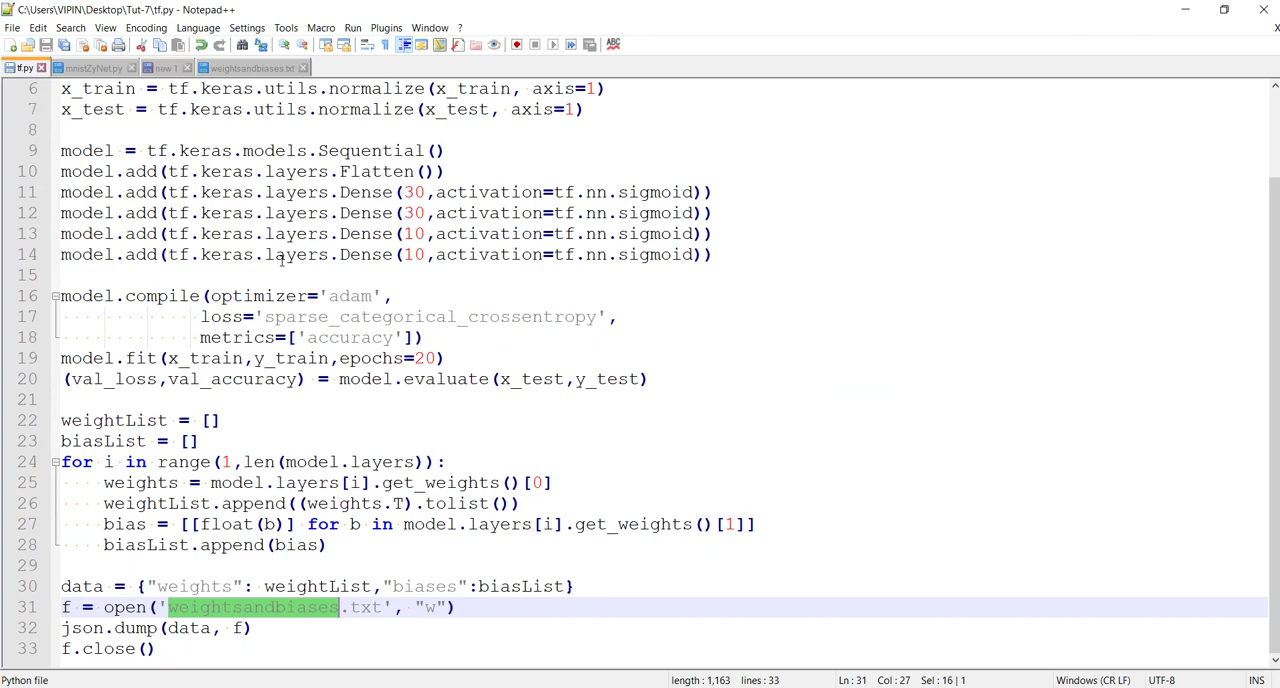 C:\Users\VIPIN\Desktop\Tut-7\tf.py - Notepad++
File Edit Search View Encoding Language Settings Tools Macro Run Plugins Window ?
ABC
tf.py mnistZyNet.py new 1 weightsandbiases.txt
6 x_train = tf.keras.utils.normalize(x_train, axis=1)
7 x_test = tf.keras.utils.normalize(x_test, axis=1)
8
9 model = tf.keras.models.Sequential()
10 model.add(tf.keras.layers.Flatten())
11 model.add(tf.keras.layers.Dense(30,activation=tf.nn.sigmoid))
12 model.add(tf.keras.layers.Dense(30,activation=tf.nn.sigmoid))
13 model.add(tf.keras.layers.Dense(10,activation=tf.nn.sigmoid))
14 model.add(tf.keras.layers.Dense(10,activation=tf.nn.sigmoid))
15
16 model.compile(optimizer='adam',
17 loss='sparse_categorical_crossentropy',
18 metrics=['accuracy'])
19 model.fit(x_train,y_train,epochs=20)
20 (val_loss,val_accuracy) = model.evaluate(x_test,y_test)
21
22 weightList = []
23 biasList = []
24 for i in range(1,len(model.layers)):
25 weights = model.layers[i].get_weights()[0]
26 weightList.append((weights.T).tolist())
27 bias = [[float(b)] for b in model.layers[i].get_weights()[1]]
28 biasList.append(bias)
29
30 data = {"weights": weightList,"biases":biasList}
31 f = open('weightsandbiases.txt', "w")
32 json.dump(data, f)
33 f.close()
Python file length : 1,163 lines : 33 Ln : 31 Col : 27 Sel : 16 | 1 Windows (CR LF) UTF-8 INS